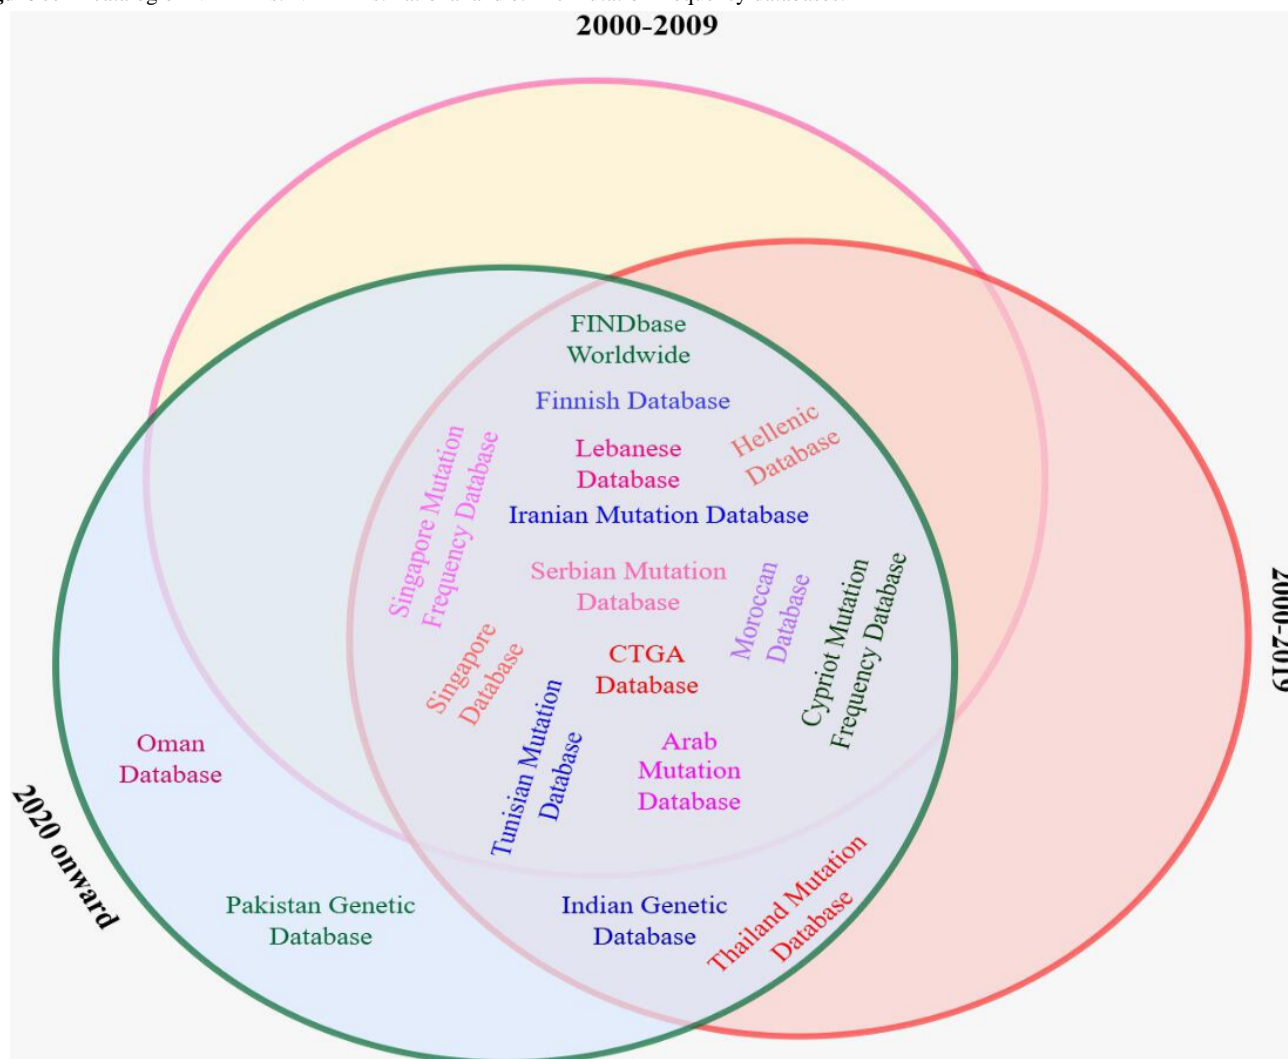 2000-2009
FINDbase
Worldwide
Finnish Database
Hellenic
Database
Lebanese
Database
Singapore Mutation
Frequency Database
Iranian Mutation Database
Serbian Mutation
Database
Moroccan
Database
Cypriot Mutation
Frequency Database
2000-2019
Singapore
Database
CTGA
Database
Tunisian Mutation
Database
Arab
Mutation
Database
Oman
Database
2020 onward
Pakistan Genetic
Database
Indian Genetic
Database
Thailand Mutation
Database